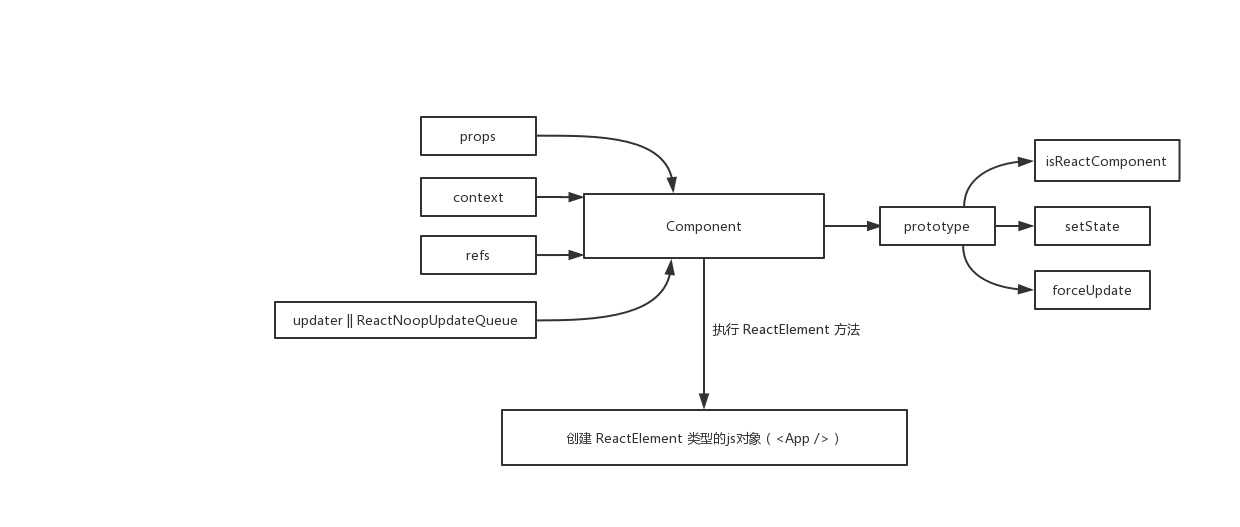 props
context
refs
updater || ReactNoopUpdateQueue
Component
prototype
isReactComponent
setState
forceUpdate
执行 ReactElement 方法
创建 ReactElement 类型的js对象（ <App /> ）